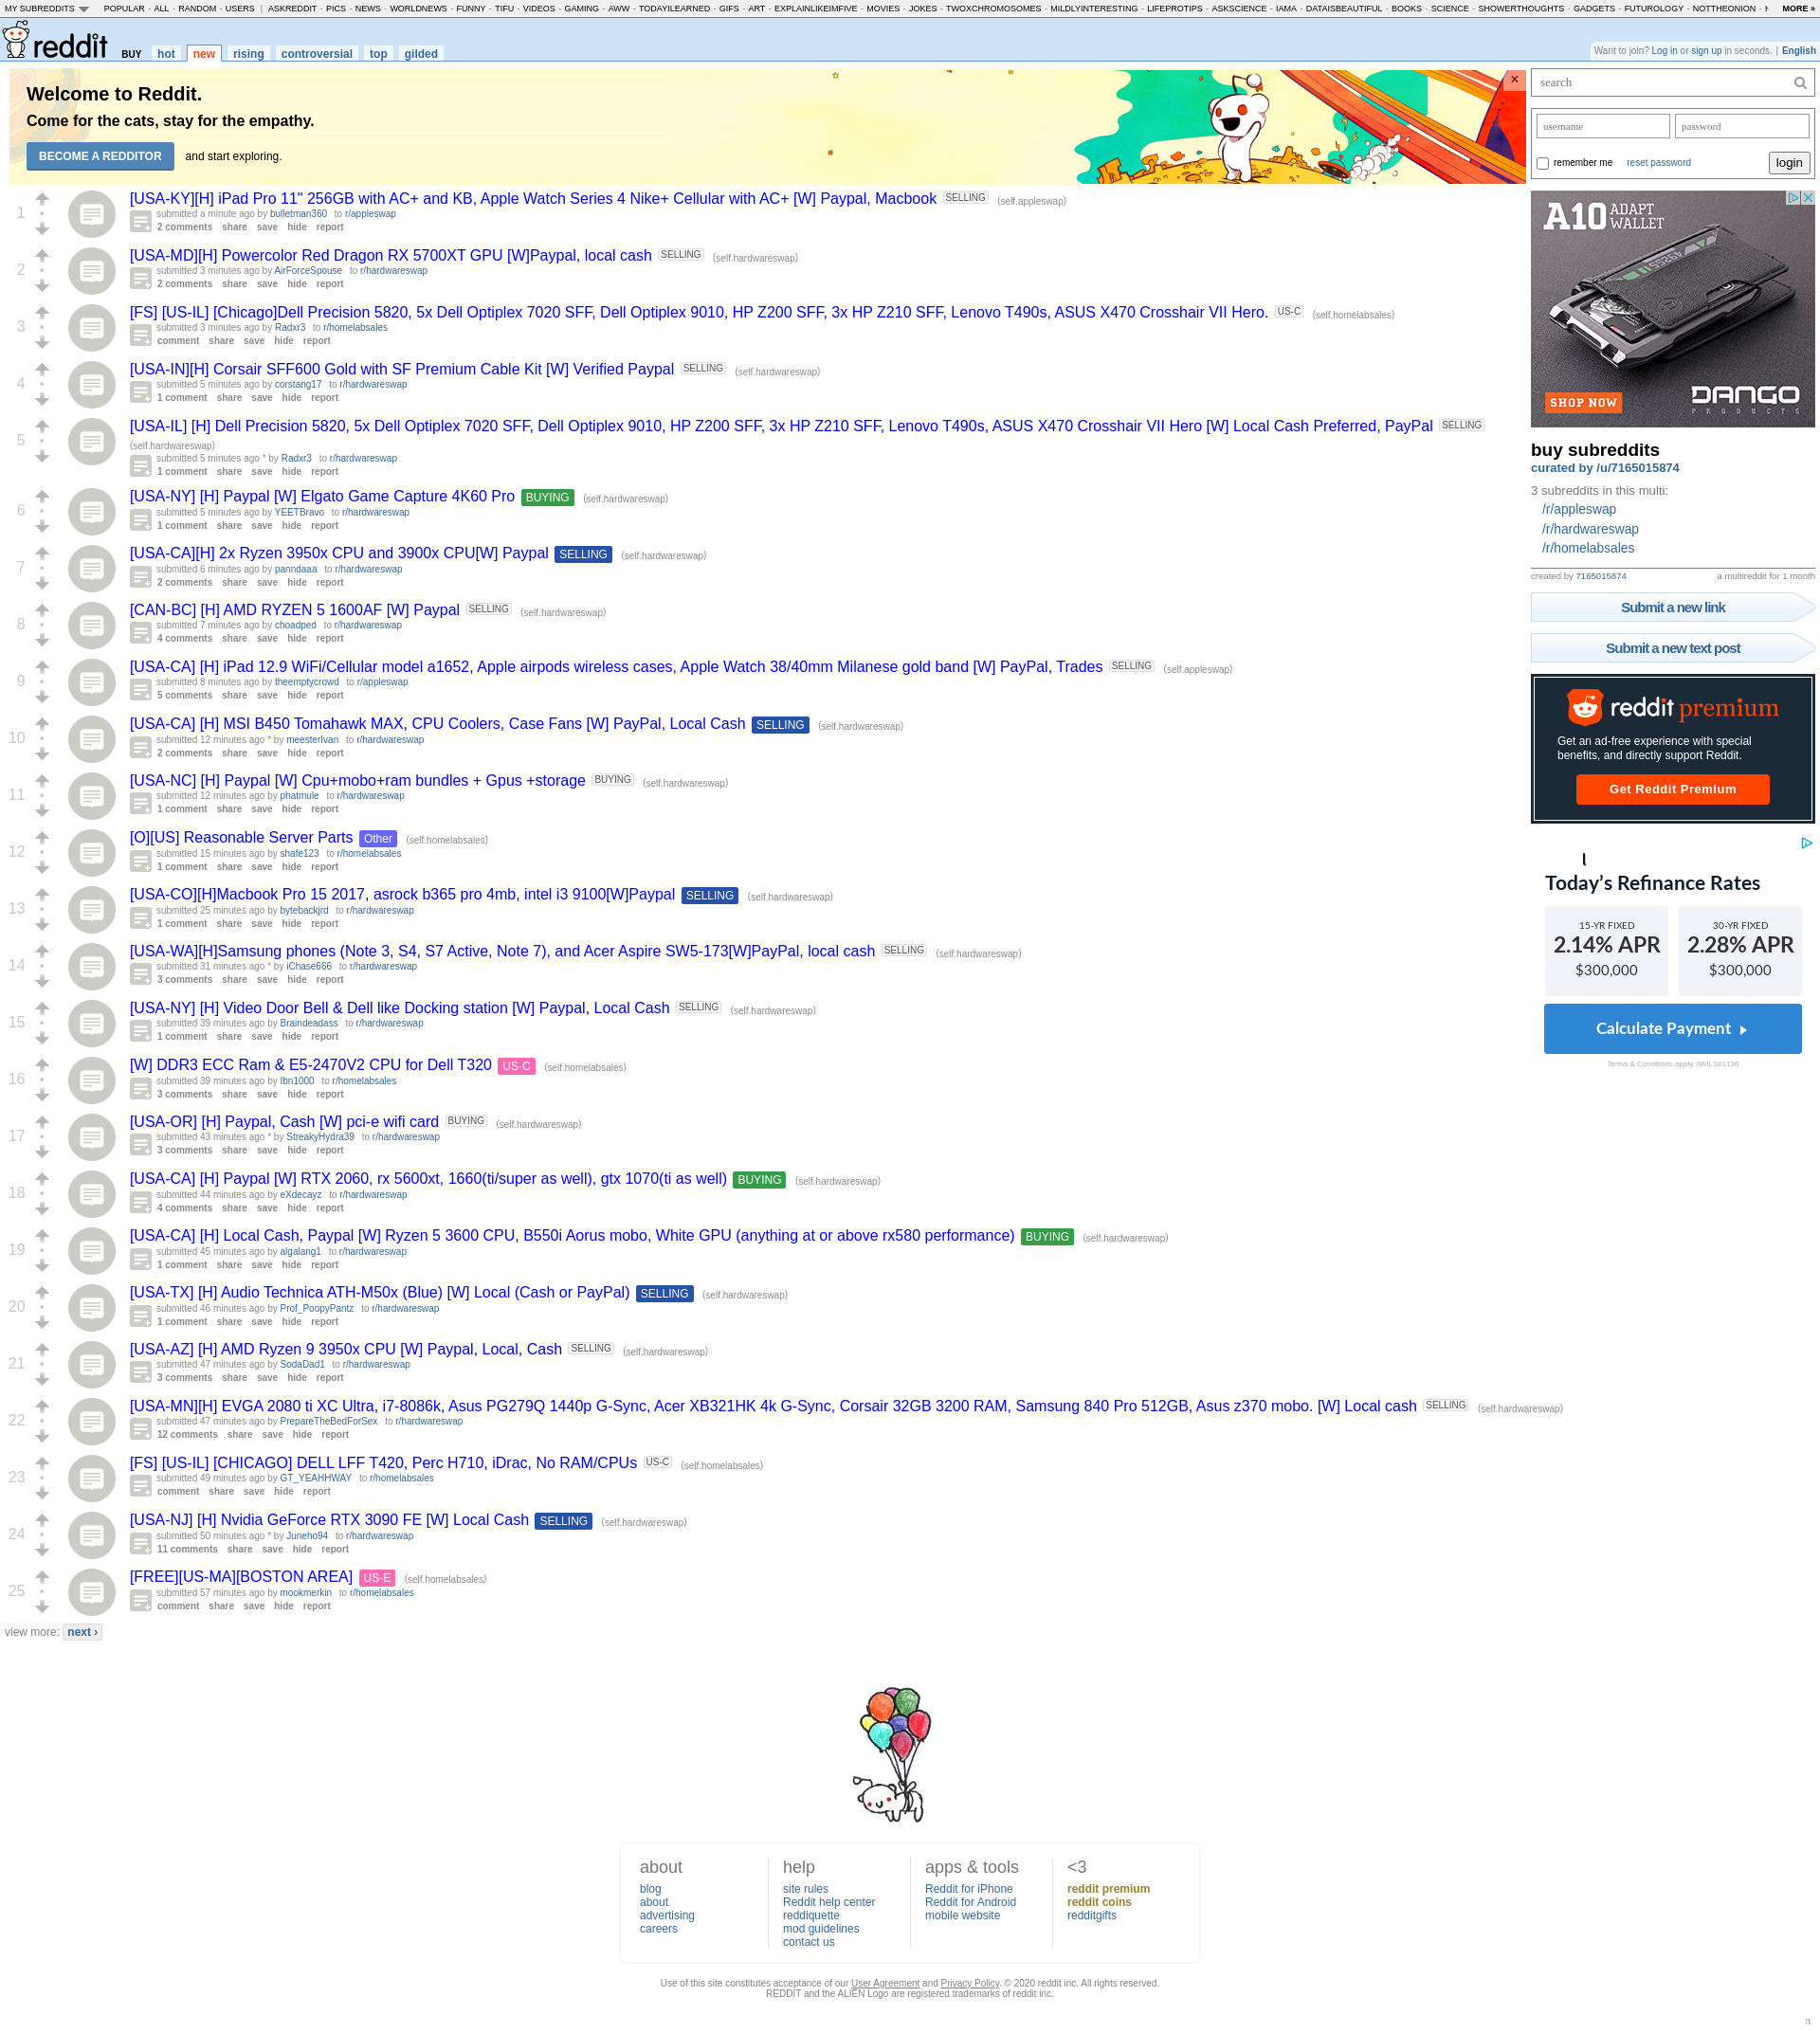 MY SUBREDDITS POPULAR - ALL - RANDOM - USERS | ASKREDDIT - PICS - NEWS - WORLDNEWS - FUNNY - TIFU - VIDEOS - GAMING - AWW - TODAYILEARNED - GIFS - ART - EXPLAINLIKEIMFIVE - MOVIES - JOKES - TWOXCHROMOSOMES - MILDLYINTERESTING - LIFEPROTIPS - ASKSCIENCE - IAMA - DATAISBEAUTIFUL - BOOKS - SCIENCE - SHOWERTHOUGHTS - GADGETS - FUTUROLOGY - NOTTHEONION - MORE »
reddit BUY hot new rising controversial top gilded
Want to join? Log in or sign up in seconds. | English
Welcome to Reddit.
Come for the cats, stay for the empathy.
BECOME A REDDITOR and start exploring.
×
1
[USA-KY][H] iPad Pro 11" 256GB with AC+ and KB, Apple Watch Series 4 Nike+ Cellular with AC+ [W] Paypal, Macbook SELLING (self.appleswap)
submitted a minute ago by bulletman360 to r/appleswap
2 comments share save hide report
2
[USA-MD][H] Powercolor Red Dragon RX 5700XT GPU [W]Paypal, local cash SELLING (self.hardwareswap)
submitted 3 minutes ago by AirForceSpouse to r/hardwareswap
2 comments share save hide report
3
[FS] [US-IL] [Chicago]Dell Precision 5820, 5x Dell Optiplex 7020 SFF, Dell Optiplex 9010, HP Z200 SFF, 3x HP Z210 SFF, Lenovo T490s, ASUS X470 Crosshair VII Hero. US-C (self.homelabsales)
submitted 3 minutes ago by Radxr3 to r/homelabsales
comment share save hide report
4
[USA-IN][H] Corsair SFF600 Gold with SF Premium Cable Kit [W] Verified Paypal SELLING (self.hardwareswap)
submitted 5 minutes ago by corstang17 to r/hardwareswap
1 comment share save hide report
5
[USA-IL] [H] Dell Precision 5820, 5x Dell Optiplex 7020 SFF, Dell Optiplex 9010, HP Z200 SFF, 3x HP Z210 SFF, Lenovo T490s, ASUS X470 Crosshair VII Hero [W] Local Cash Preferred, PayPal SELLING
(self.hardwareswap)
submitted 5 minutes ago * by Radxr3 to r/hardwareswap
1 comment share save hide report
6
[USA-NY] [H] Paypal [W] Elgato Game Capture 4K60 Pro BUYING (self.hardwareswap)
submitted 5 minutes ago by YEETBravo to r/hardwareswap
1 comment share save hide report
7
[USA-CA][H] 2x Ryzen 3950x CPU and 3900x CPU[W] Paypal SELLING (self.hardwareswap)
submitted 6 minutes ago by panndaaa to r/hardwareswap
2 comments share save hide report
8
[CAN-BC] [H] AMD RYZEN 5 1600AF [W] Paypal SELLING (self.hardwareswap)
submitted 7 minutes ago by choadped to r/hardwareswap
4 comments share save hide report
9
[USA-CA] [H] iPad 12.9 WiFi/Cellular model a1652, Apple airpods wireless cases, Apple Watch 38/40mm Milanese gold band [W] PayPal, Trades SELLING (self.appleswap)
submitted 8 minutes ago by theemptycrowd to r/appleswap
5 comments share save hide report
10
[USA-CA] [H] MSI B450 Tomahawk MAX, CPU Coolers, Case Fans [W] PayPal, Local Cash SELLING (self.hardwareswap)
submitted 12 minutes ago * by meesterIvan to r/hardwareswap
2 comments share save hide report
11
[USA-NC] [H] Paypal [W] Cpu+mobo+ram bundles + Gpus +storage BUYING (self.hardwareswap)
submitted 12 minutes ago by phatmule to r/hardwareswap
1 comment share save hide report
12
[O][US] Reasonable Server Parts Other (self.homelabsales)
submitted 15 minutes ago by shafe123 to r/homelabsales
1 comment share save hide report
13
[USA-CO][H]Macbook Pro 15 2017, asrock b365 pro 4mb, intel i3 9100[W]Paypal SELLING (self.hardwareswap)
submitted 25 minutes ago by bytebackjrd to r/hardwareswap
1 comment share save hide report
14
[USA-WA][H]Samsung phones (Note 3, S4, S7 Active, Note 7), and Acer Aspire SW5-173[W]PayPal, local cash SELLING (self.hardwareswap)
submitted 31 minutes ago * by iChase666 to r/hardwareswap
3 comments share save hide report
15
[USA-NY] [H] Video Door Bell & Dell like Docking station [W] Paypal, Local Cash SELLING (self.hardwareswap)
submitted 39 minutes ago by Braindeadass to r/hardwareswap
1 comment share save hide report
16
[W] DDR3 ECC Ram & E5-2470V2 CPU for Dell T320 US-C (self.homelabsales)
submitted 39 minutes ago by lbn1000 to r/homelabsales
3 comments share save hide report
17
[USA-OR] [H] Paypal, Cash [W] pci-e wifi card BUYING (self.hardwareswap)
submitted 43 minutes ago * by StreakyHydra39 to r/hardwareswap
3 comments share save hide report
18
[USA-CA] [H] Paypal [W] RTX 2060, rx 5600xt, 1660(ti/super as well), gtx 1070(ti as well) BUYING (self.hardwareswap)
submitted 44 minutes ago by eXdecayz to r/hardwareswap
4 comments share save hide report
19
[USA-CA] [H] Local Cash, Paypal [W] Ryzen 5 3600 CPU, B550i Aorus mobo, White GPU (anything at or above rx580 performance) BUYING (self.hardwareswap)
submitted 45 minutes ago by algalang1 to r/hardwareswap
1 comment share save hide report
20
[USA-TX] [H] Audio Technica ATH-M50x (Blue) [W] Local (Cash or PayPal) SELLING (self.hardwareswap)
submitted 46 minutes ago by Prof_PoopyPantz to r/hardwareswap
1 comment share save hide report
21
[USA-AZ] [H] AMD Ryzen 9 3950x CPU [W] Paypal, Local, Cash SELLING (self.hardwareswap)
submitted 47 minutes ago by SodaDad1 to r/hardwareswap
3 comments share save hide report
22
[USA-MN][H] EVGA 2080 ti XC Ultra, i7-8086k, Asus PG279Q 1440p G-Sync, Acer XB321HK 4k G-Sync, Corsair 32GB 3200 RAM, Samsung 840 Pro 512GB, Asus z370 mobo. [W] Local cash SELLING (self.hardwareswap)
submitted 47 minutes ago by PrepareTheBedForSex to r/hardwareswap
12 comments share save hide report
23
[FS] [US-IL] [CHICAGO] DELL LFF T420, Perc H710, iDrac, No RAM/CPUs US-C (self.homelabsales)
submitted 49 minutes ago by GT_YEAHHWAY to r/homelabsales
comment share save hide report
24
[USA-NJ] [H] Nvidia GeForce RTX 3090 FE [W] Local Cash SELLING (self.hardwareswap)
submitted 50 minutes ago * by Juneho94 to r/hardwareswap
11 comments share save hide report
25
[FREE][US-MA][BOSTON AREA] US-E (self.homelabsales)
submitted 57 minutes ago by mookmerkin to r/homelabsales
comment share save hide report
view more: next ›
search
username password
remember me reset password login
A10 ADAPT WALLET
SHOP NOW DANGO
PRODUCTS
buy subreddits
curated by /u/7165015874
3 subreddits in this multi:
/r/appleswap
/r/hardwareswap
/r/homelabsales
created by 7165015874 a multireddit for 1 month
Submit a new link
Submit a new text post
reddit premium
Get an ad-free experience with special
benefits, and directly support Reddit.
Get Reddit Premium
Today’s Refinance Rates
15-YR FIXED 30-YR FIXED
2.14% APR 2.28% APR
$300,000 $300,000
Calculate Payment
Terms & Conditions apply. NMLS#1136
about
blog
about
advertising
careers
help
site rules
Reddit help center
reddiquette
mod guidelines
contact us
apps & tools
Reddit for iPhone
Reddit for Android
mobile website
<3
reddit premium
reddit coins
redditgifts
Use of this site constitutes acceptance of our User Agreement and Privacy Policy. © 2020 reddit inc. All rights reserved.
REDDIT and the ALIEN Logo are registered trademarks of reddit inc.
π